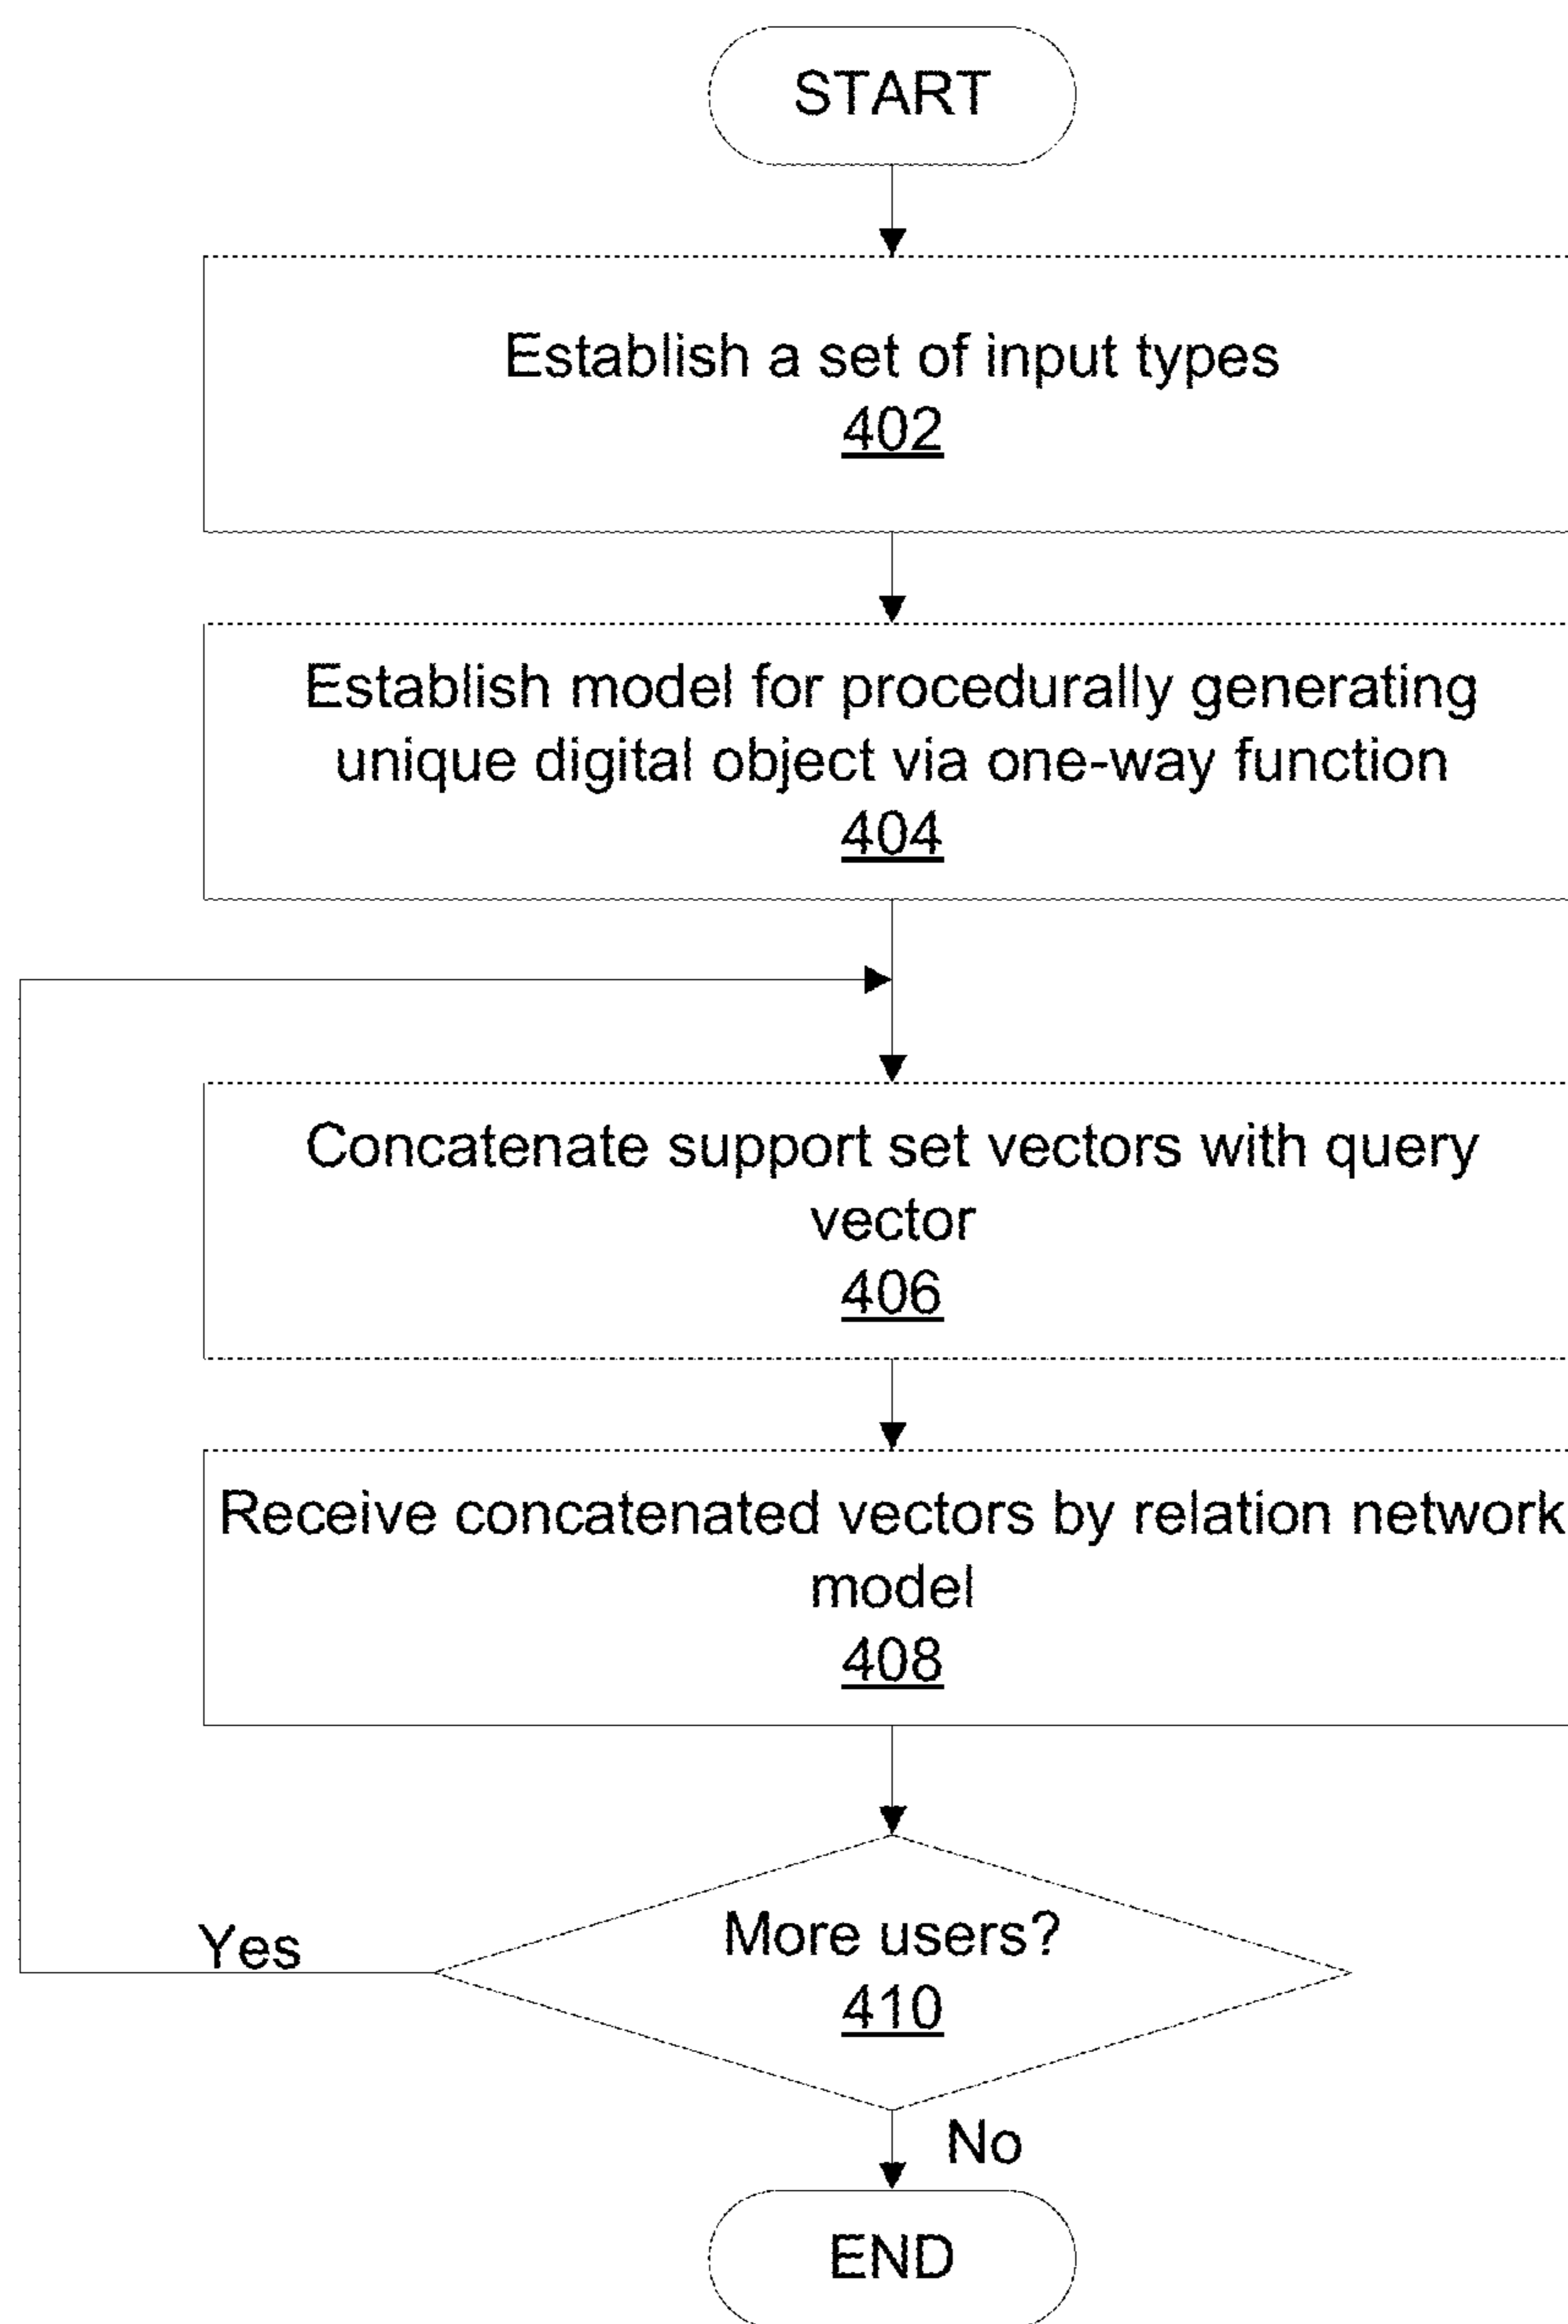 START
Establish a set of input types
402
Establish model for procedurally generating
unique digital object via one-way function
404
Concatenate support set vectors with query
vector
406
Receive concatenated vectors by relation network
model
408
More users?
410
Yes
No
END